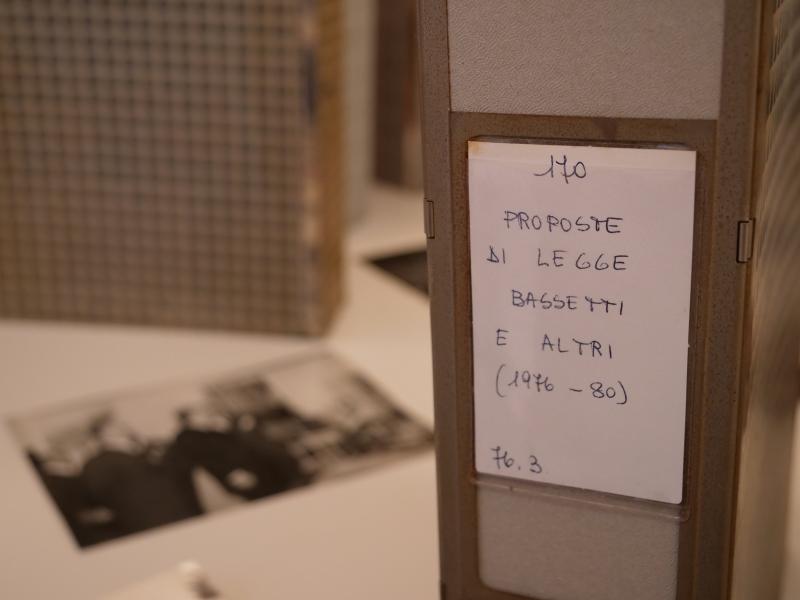 170
PROPOSTE
DI LEGGE
BASSETTI
E ALTRI
(1976 - 80)
76.3